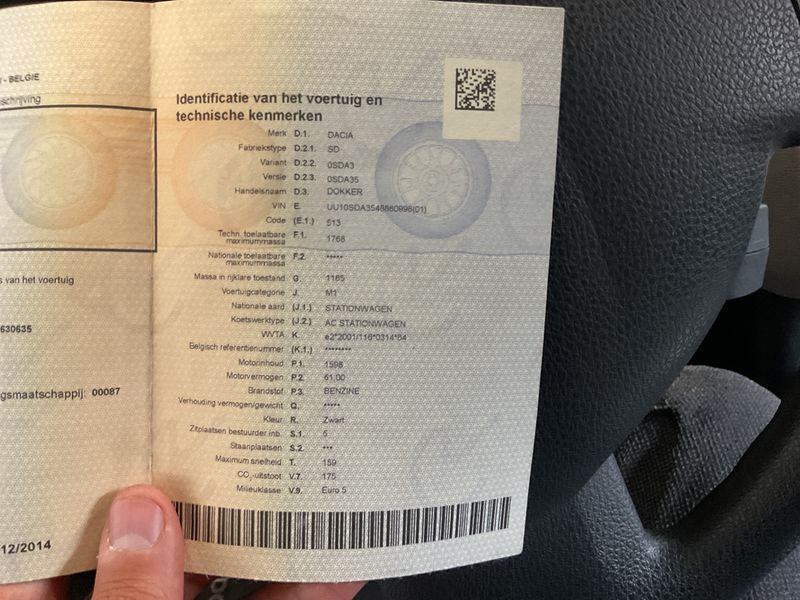 - BELGIE
schrijving
s van het voertuig
630635
gsmaatschappij: 00087
12/2014
Identificatie van het voertuig en
technische kenmerken
Merk D.1. DACIA
Fabriekstype D.2.1. SD
Variant D.2.2. 0SDA3
Versie D.2.3. 0SDA35
Handelsnaam D.3. DOKKER
VIN E. UU10SDA3548860996(01)
Code (E.1.) 513
Techn. toelaatbare
maximummassa F.1. 1768
Nationale toelaatbare
maximummassa F.2. *****
Massa in rijklare toestand G. 1185
Voertuigcategorie J. M1
Nationale aard (J.1.) STATIONWAGEN
Koetswerktype (J.2.) AC STATIONWAGEN
WVTA K. e2*2001/116*0314*64
Belgisch referentienummer (K.1.) ********
Motorinhoud P.1. 1598
Motorvermogen P.2. 61,00
Brandstof P.3. BENZINE
Verhouding vermogen/gewicht Q. *****
Kleur R. Zwart
Zitplaatsen bestuurder inb. S.1. 5
Staanplaatsen S.2. ***
Maximum snelheid T. 159
CO2-uitstoot V.7. 175
Milieuklasse V.9. Euro 5